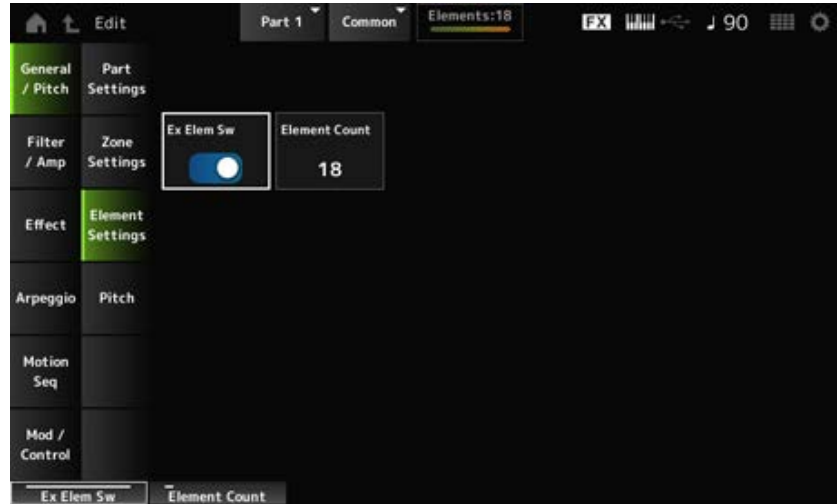 Edit
Part 1
Common
Elements:18
FX
90
General
/ Pitch
Part
Settings
Filter
/ Amp
Zone
Settings
Ex Elem Sw
Element Count
18
Effect
Element
Settings
Arpeggio
Pitch
Motion
Seq
Mod /
Control
Ex Elem Sw
Element Count